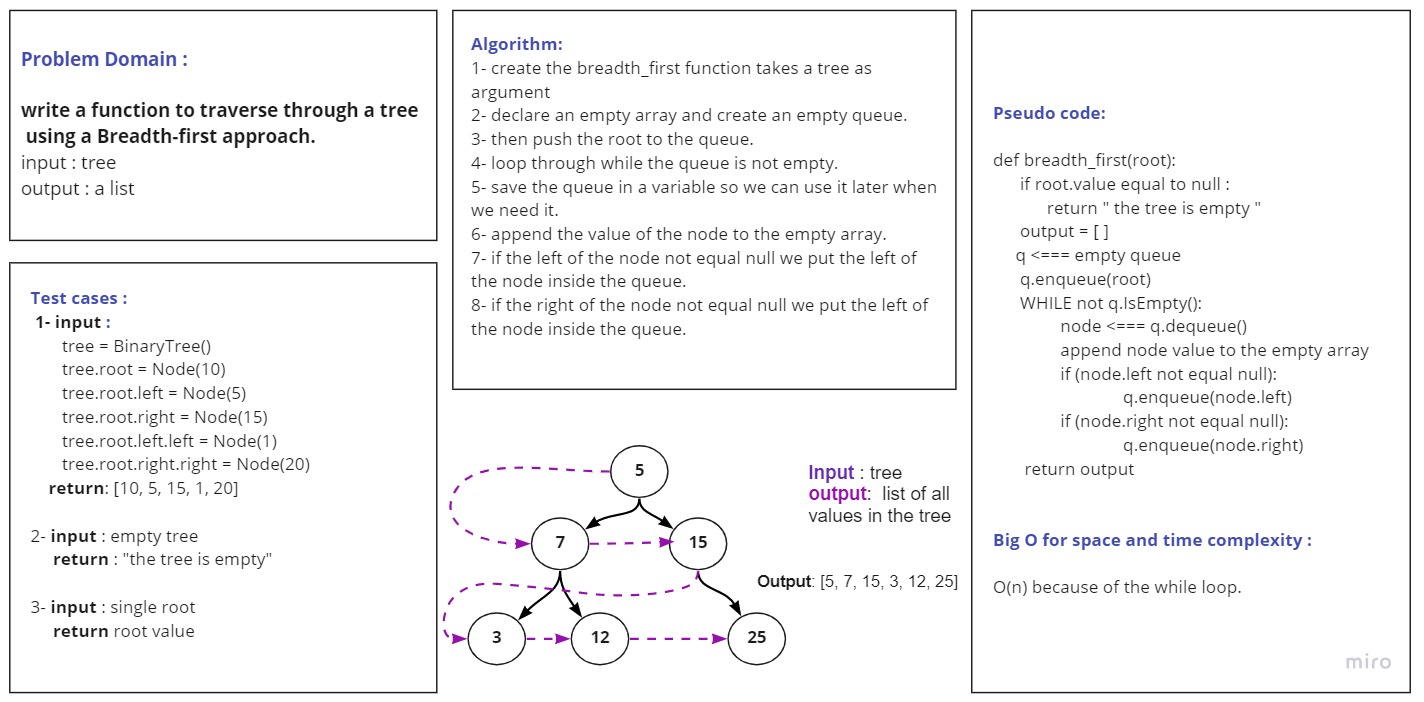 Problem Domain :
write a function to traverse through a tree
using a Breadth-first approach.
input : tree
output : a list
Test cases :
1- input :
tree = BinaryTree()
tree.root = Node(10)
tree.root.left = Node(5)
tree.root.right = Node(15)
tree.root.left.left = Node(1)
tree.root.right.right = Node(20)
return: [10, 5, 15, 1, 20]
2- input : empty tree
return : "the tree is empty"
3- input : single root
return root value
Algorithm:
1- create the breadth_first function takes a tree as
argument
2- declare an empty array and create an empty queue.
3- then push the root to the queue.
4- loop through while the queue is not empty.
5- save the queue in a variable so we can use it later when
we need it.
6- append the value of the node to the empty array.
7- if the left of the node not equal null we put the left of
the node inside the queue.
8- if the right of the node not equal null we put the left of
the node inside the queue.
5
7
15
3
12
25
Input : tree
output: list of all
values in the tree
Output: [5, 7, 15, 3, 12, 25]
Pseudo code:
def breadth_first(root):
if root.value equal to null :
return " the tree is empty "
output = [ ]
q <=== empty queue
q.enqueue(root)
WHILE not q.IsEmpty():
node <=== q.dequeue()
append node value to the empty array
if (node.left not equal null):
q.enqueue(node.left)
if (node.right not equal null):
q.enqueue(node.right)
return output
Big O for space and time complexity :
O(n) because of the while loop.
miro